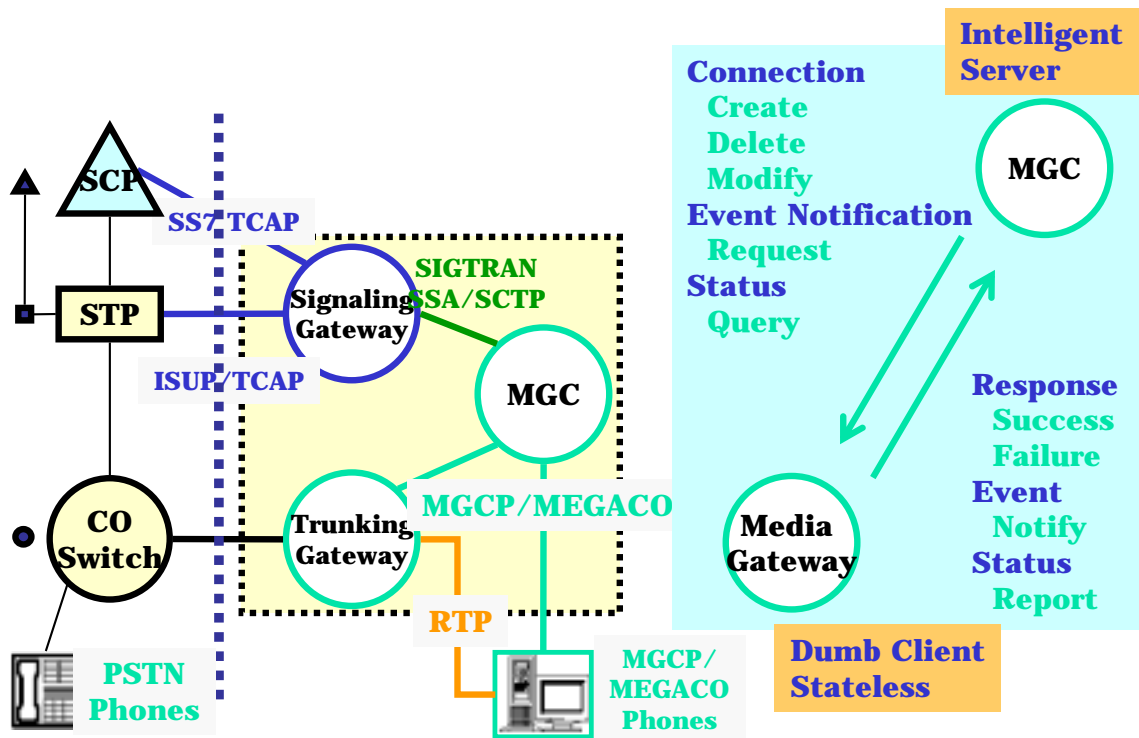 SCP
SS7 TCAP
STP
ISUP/TCAP
CO
Switch
PSTN
Phones
Signaling
Gateway
SIGTRAN
SSA/SCTP
MGC
Trunking
Gateway
MGCP/MEGACO
RTP
MGCP/
MEGACO
Phones
Intelligent
Server
Connection
Create
Delete
Modify
Event Notification
Request
Status
Query
MGC
Response
Success
Failure
Event
Notify
Status
Report
Media
Gateway
Dumb Client
Stateless